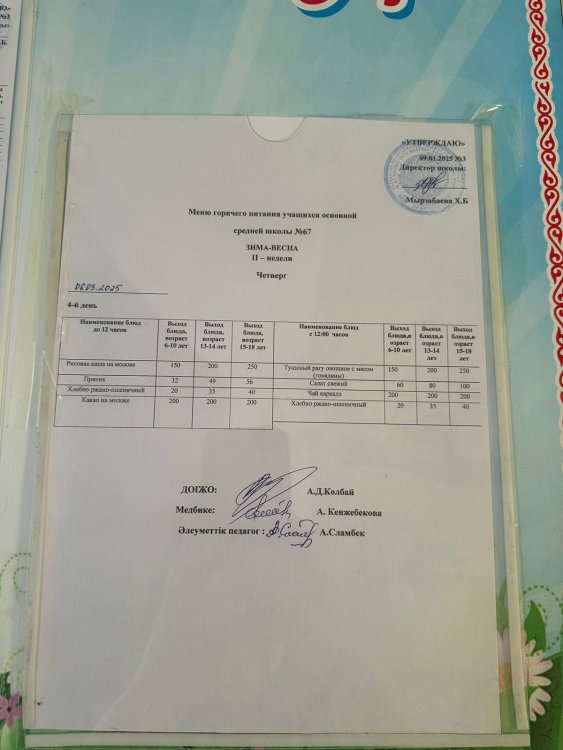 «УТВЕРЖДАЮ»
09.01.2025 №3
Директор школы:
Мырзабаева Х.Б
Меню горячего питания учащихся основной
средней школы №67
ЗИМА-ВЕСНА
II – неделя
Четверг
06.03.2025
4-й день
Наименование блюд до 12 часов Выход блюда, возраст 6-10 лет Выход блюда, возраст 13-14 лет Выход блюда, возраст 15-18 лет
Рисовая каша на молоке 150 200 250
Пряник 32 49 56
Хлебно ржано-пшеничный 20 35 40
Какао на молоке 200 200 200
Наименование блюд с 12:00 часов Выход блюда,в озраст 6-10 лет Выход блюда,в озраст 13-14 лет Выход блюда,в озраст 15-18 лет
Тушокый рагу овощное с мясом (говядины) 150 200 250
Салат свежий 60 80 100
Чай каркадэ 200 200 200
Хлебно ржано-пшеничный 20 35 40
ДОІЖО: А.Д.Көлбай
Медбике: А. Кенжебекова
Әлеуметтік педагог : А.Сламбек